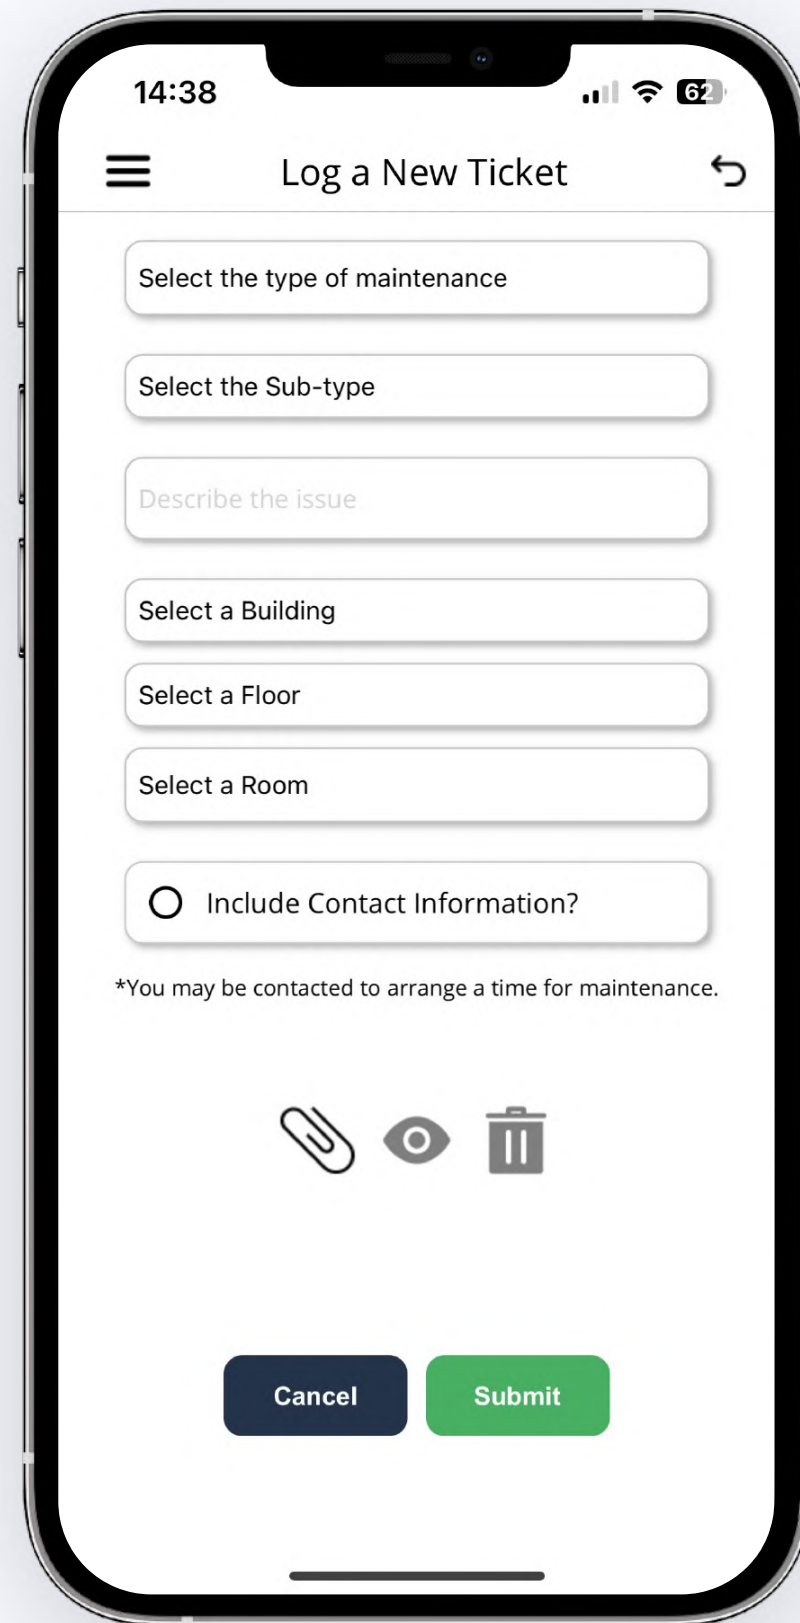 14:38
62
Log a New Ticket
Select the type of maintenance
Select the Sub-type
Describe the issue
Select a Building
Select a Floor
Select a Room
Include Contact Information?
*You may be contacted to arrange a time for maintenance.
Cancel
Submit